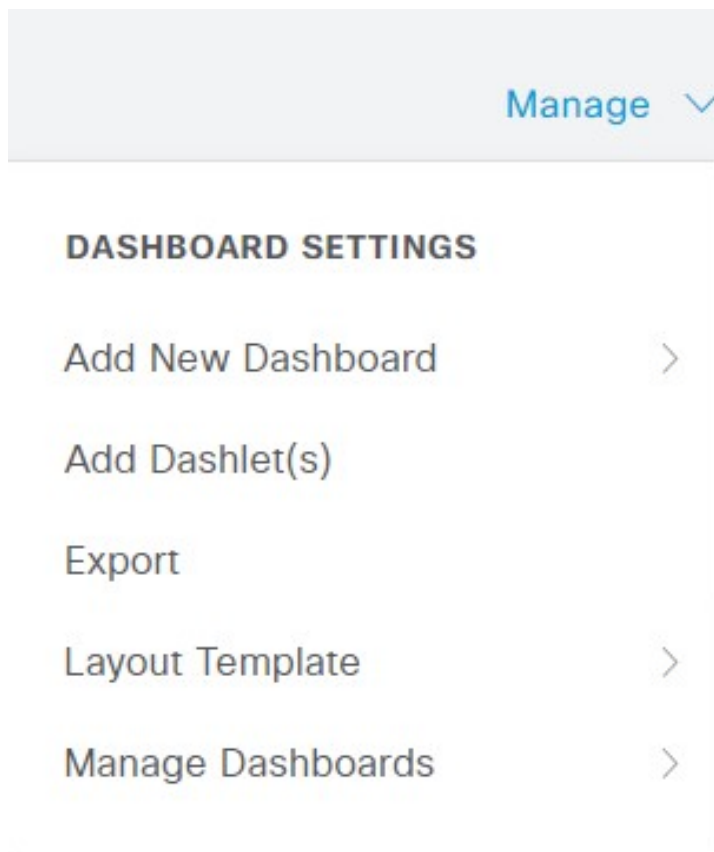 Manage
DASHBOARD SETTINGS
Add New Dashboard
Add Dashlet(s)
Export
Layout Template
Manage Dashboards